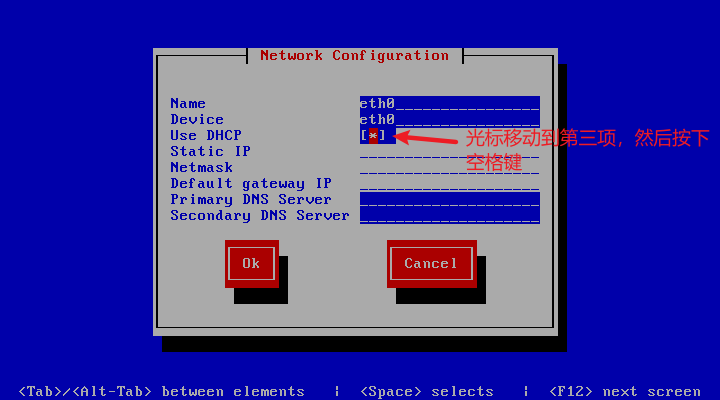 Network Configuration
Name eth0
Device eth0
Use DHCP [*]
Static IP
Netmask
Default gateway IP
Primary DNS Server
Secondary DNS Server
光标移动到第三项，然后按下
空格键
Ok Cancel
<Tab>/<Alt-Tab> between elements | <Space> selects | <F12> next screen